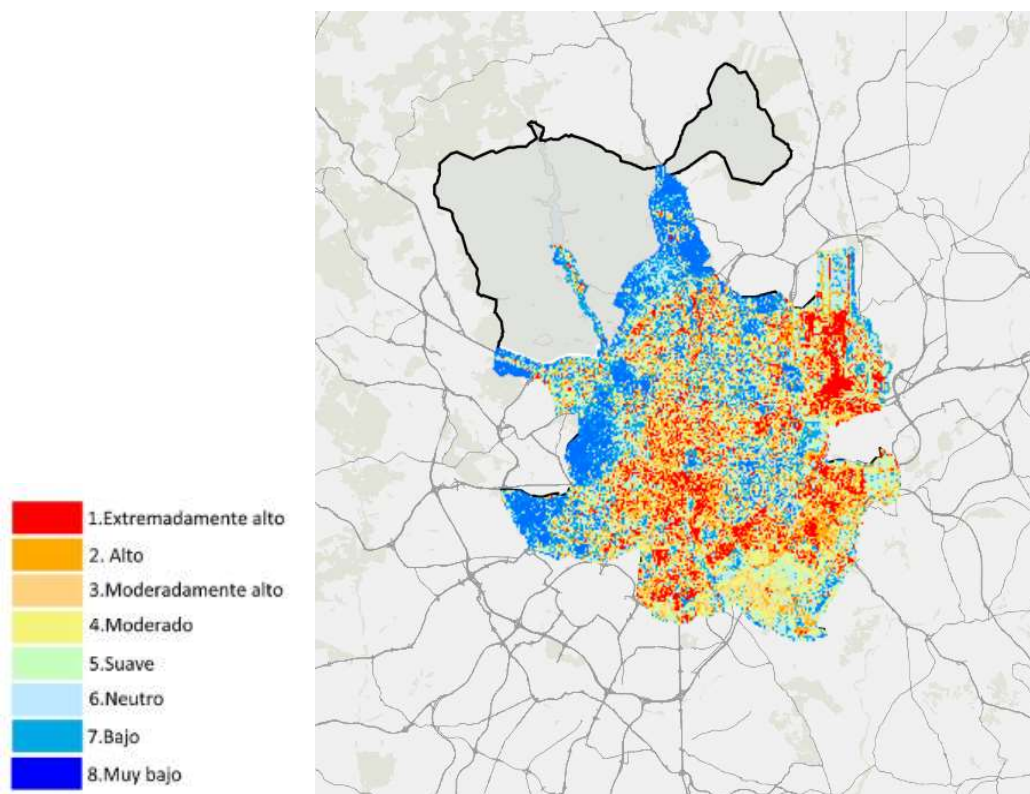 1.Extremadamente alto
2. Alto
3.Moderadamente alto
4.Moderado
5.Suave
6.Neutro
7.Bajo
8.Muy bajo